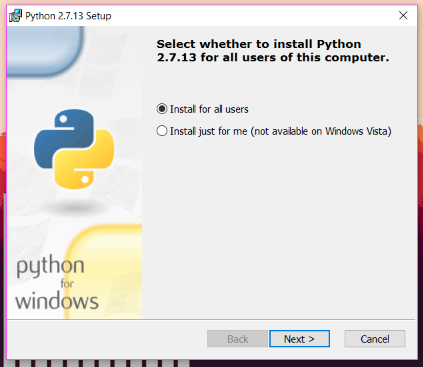 Python 2.7.13 Setup
Select whether to install Python
2.7.13 for all users of this computer.
Install for all users
Install just for me (not available on Windows Vista)
python
for
windows
Back
Next >
Cancel